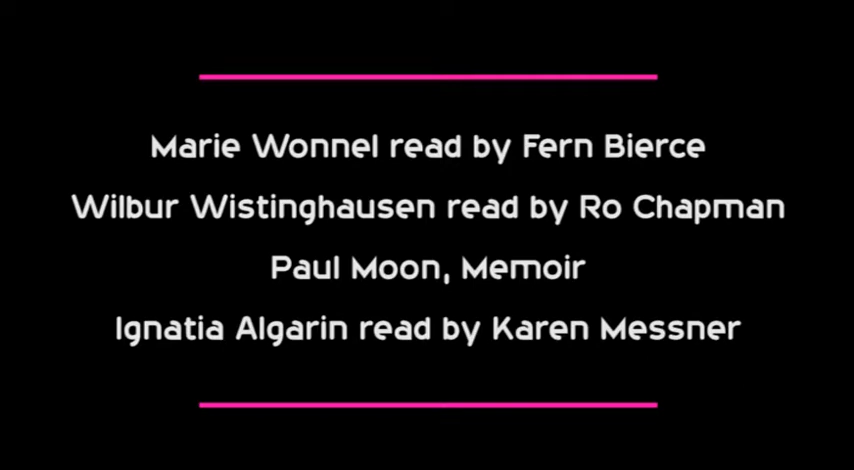 Marie Wonnel read by Fern Bierce
Wilbur Wistinghausen read by Ro Chapman
Paul Moon, Memoir
Ignatia Algarin read by Karen Messner